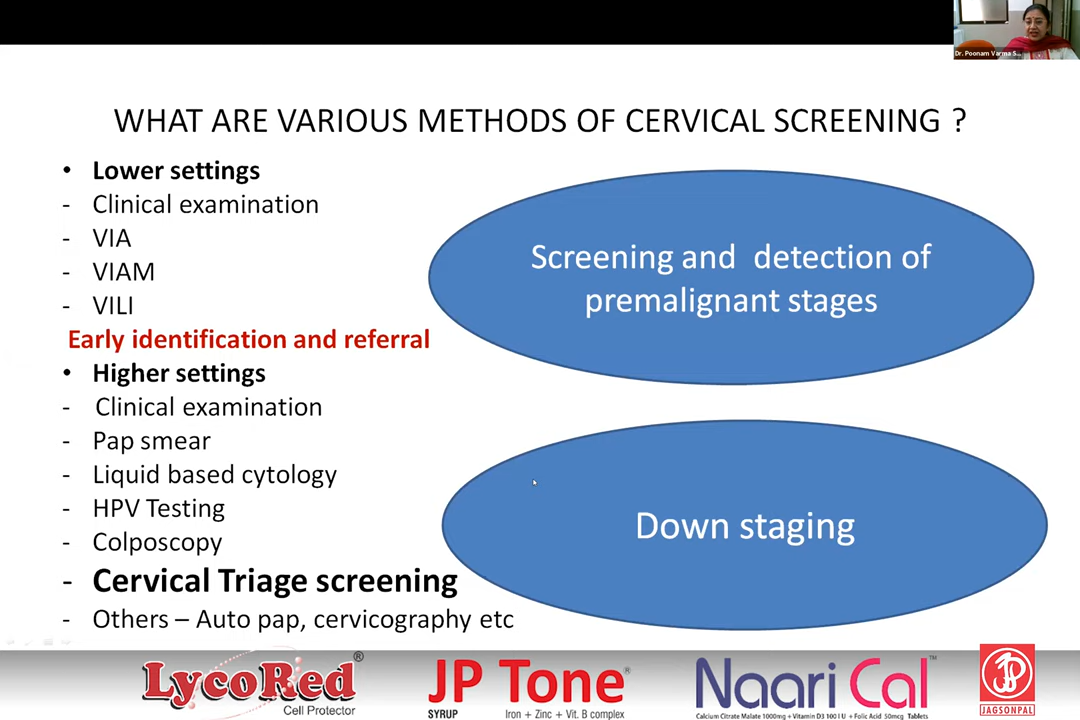 Dr. Poonam Varma S...
WHAT ARE VARIOUS METHODS OF CERVICAL SCREENING ?
• Lower settings
- Clinical examination
- VIA
- VIAM
- VILI
Early identification and referral
• Higher settings
- Clinical examination
- Pap smear
- Liquid based cytology
- HPV Testing
- Colposcopy
- Cervical Triage screening
- Others – Auto pap, cervicography etc
Screening and detection of
premalignant stages
Down staging
LycoRed®
Cell Protector
JP Tone®
SYRUP Iron + Zinc + Vit. B complex
Naari Cal™
Calcium Citrate Malate 1000mg + Vitamin D3 100 I U + Folic Acid 50mcg Tablets
JP
JAGSONPAL